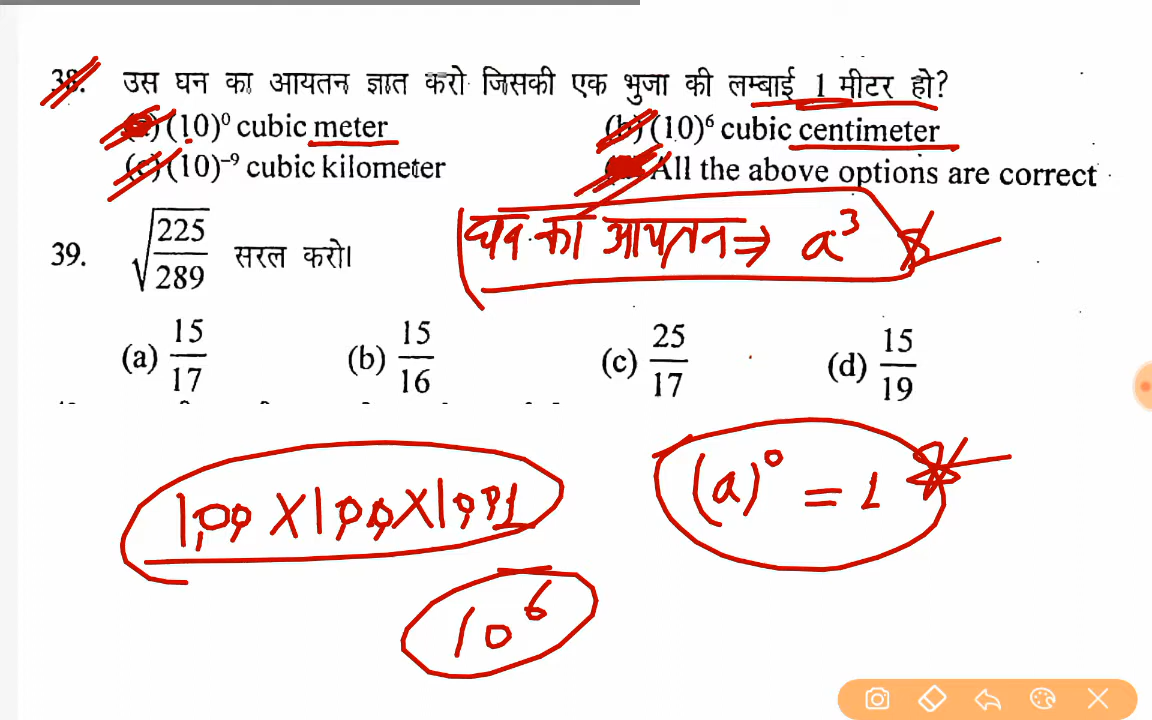 38. उस घन का आयतन ज्ञात करो जिसकी एक भुजा की लम्बाई 1 मीटर हो?
(a) (10)⁰ cubic meter (b) (10)⁶ cubic centimeter
(c) (10)⁻⁹ cubic kilometer All the above options are correct
घन का आयतन ⇒ a³
39. √(225/289) सरल करो।
(a) 15/17 (b) 15/16 (c) 25/17 (d) 15/19
100 X 100 X 100
(a)⁰ = 1
10⁶